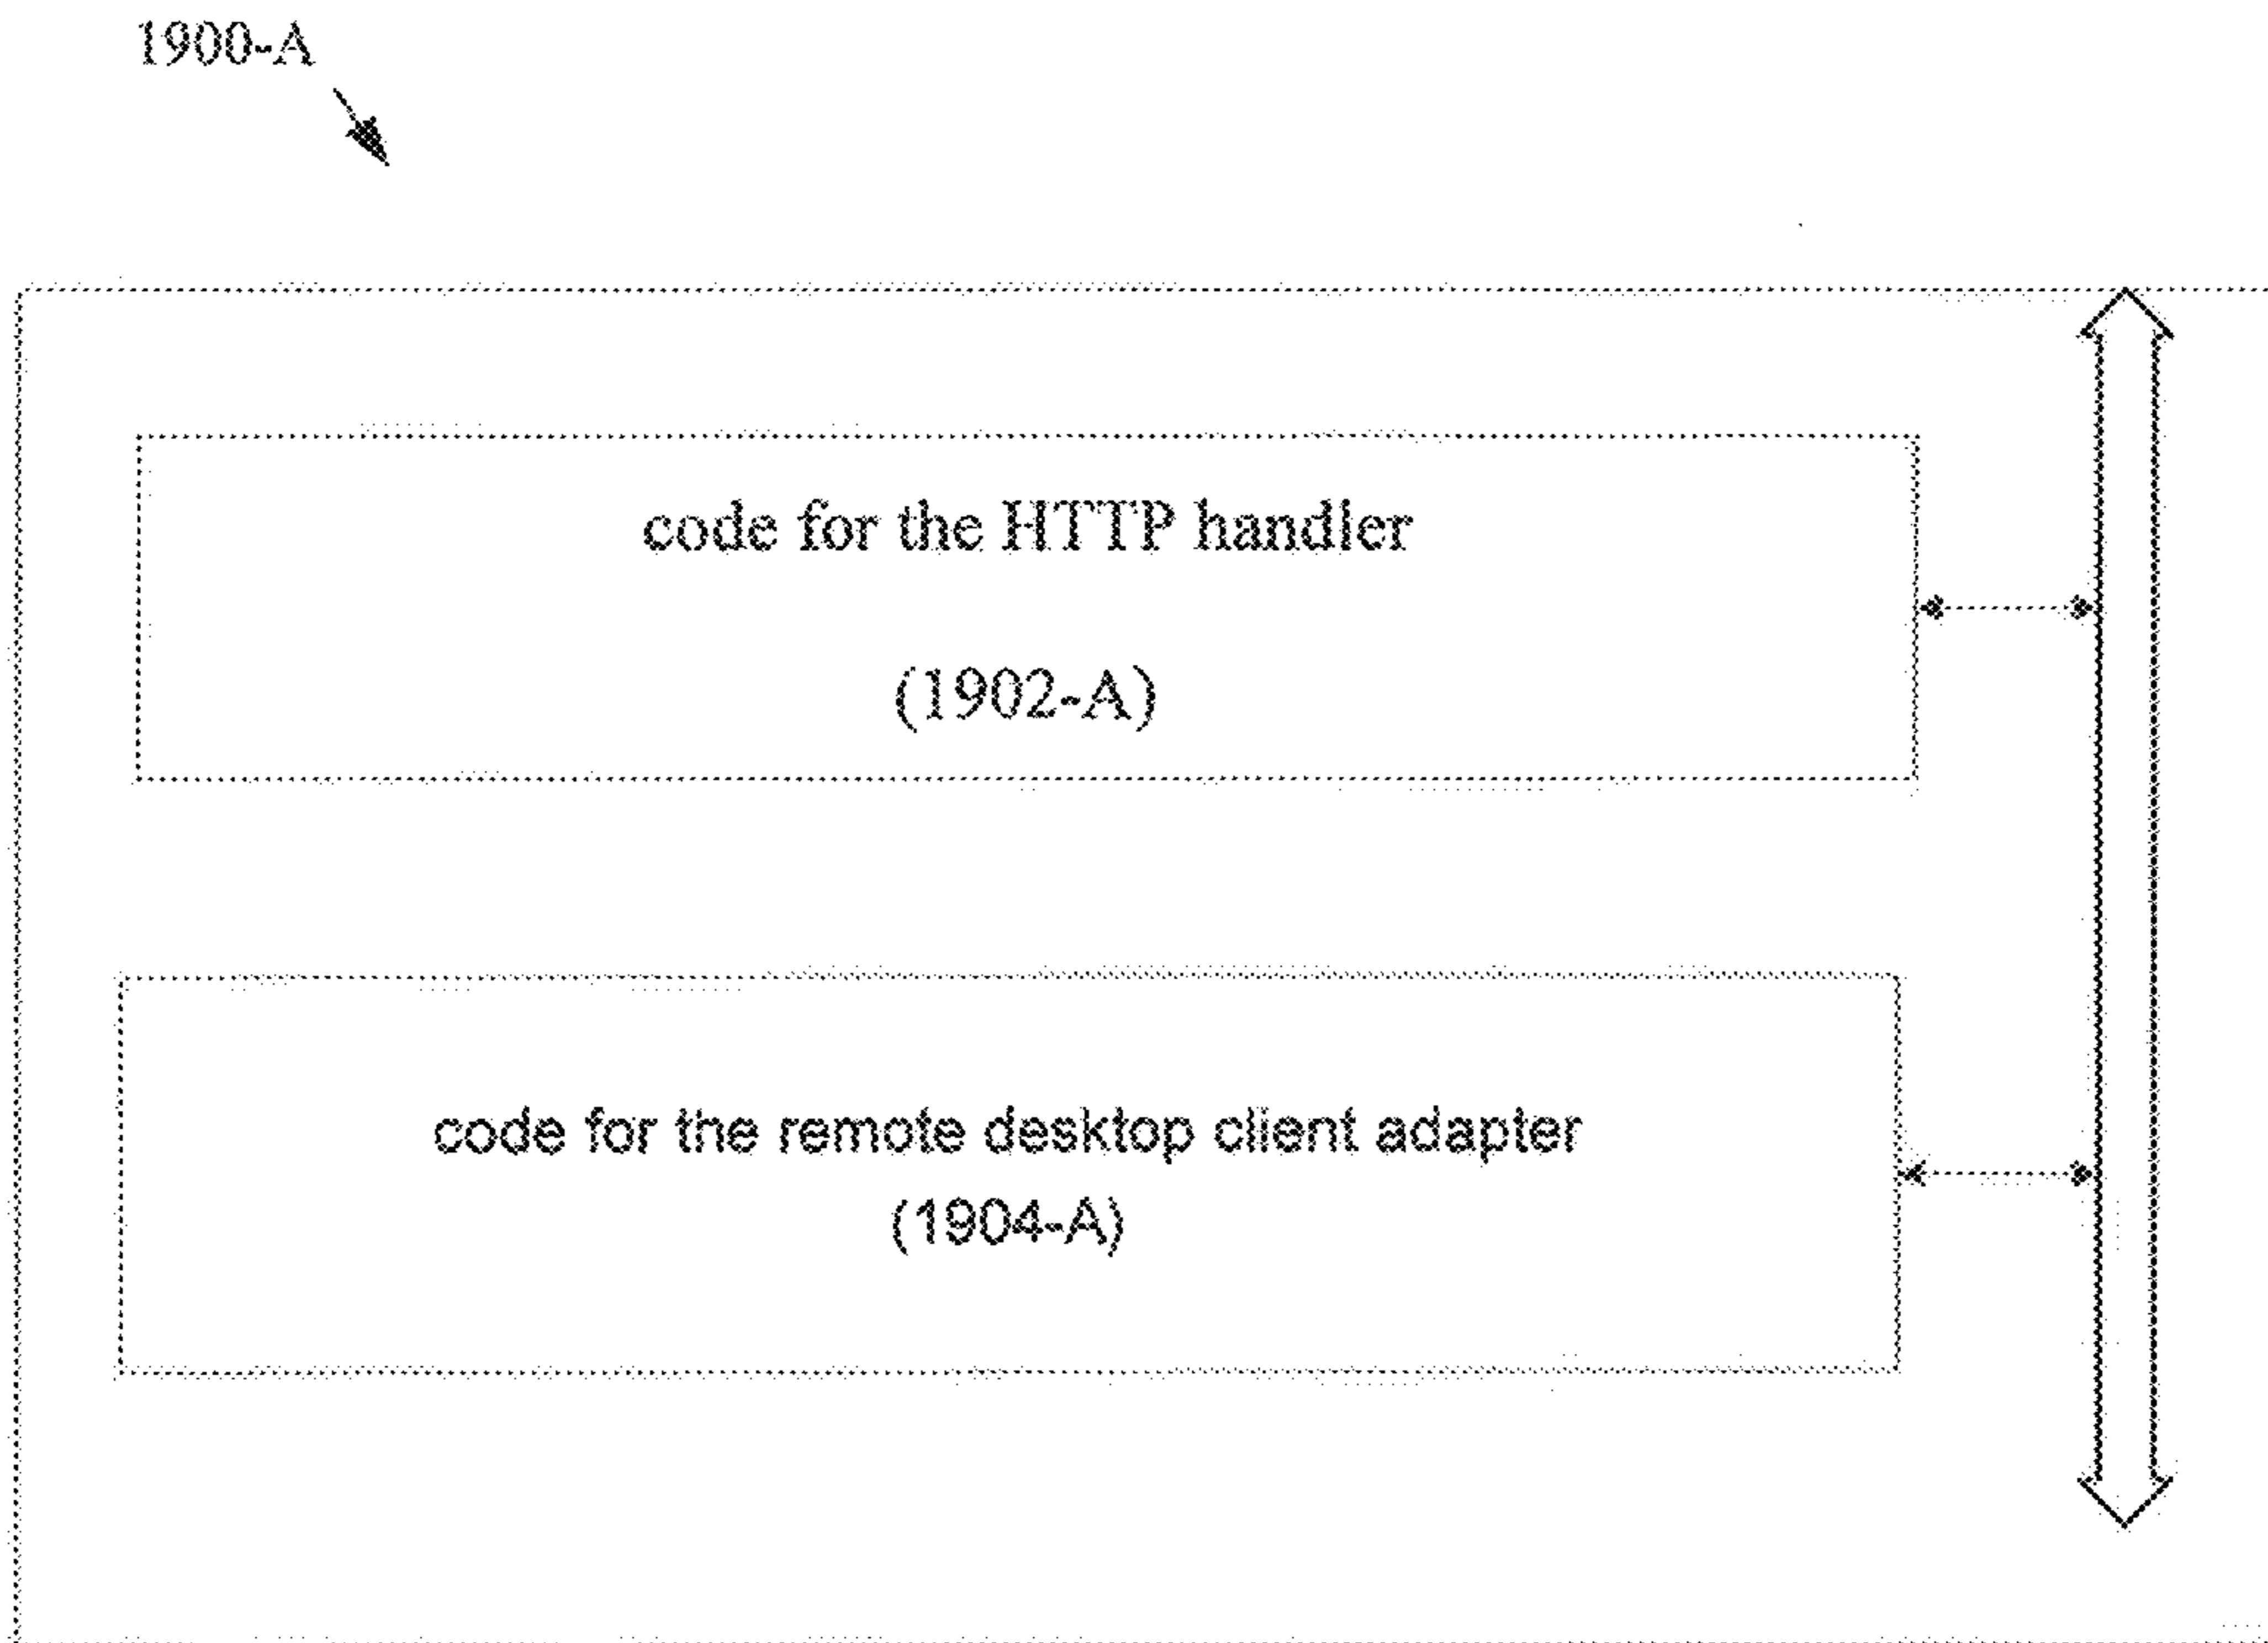 1900-A
code for the HTTP handler
(1902-A)
code for the remote desktop client adapter
(1904-A)